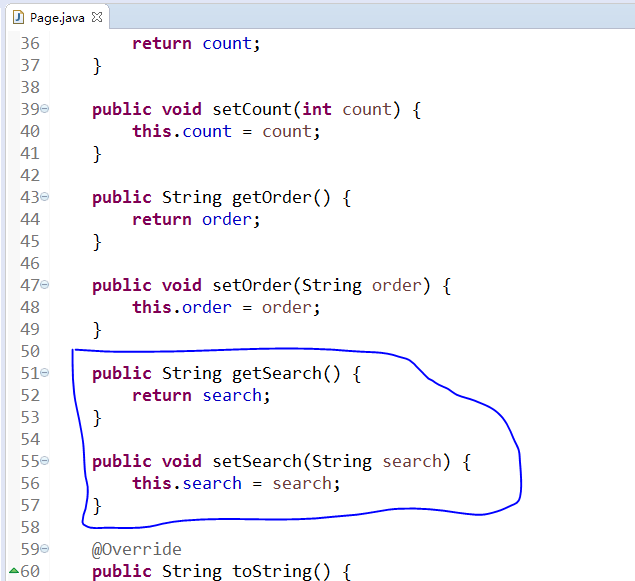 Page.java
36 return count;
37 }
38
39 public void setCount(int count) {
40 this.count = count;
41 }
42
43 public String getOrder() {
44 return order;
45 }
46
47 public void setOrder(String order) {
48 this.order = order;
49 }
50
51 public String getSearch() {
52 return search;
53 }
54
55 public void setSearch(String search) {
56 this.search = search;
57 }
58
59 @Override
60 public String toString() {